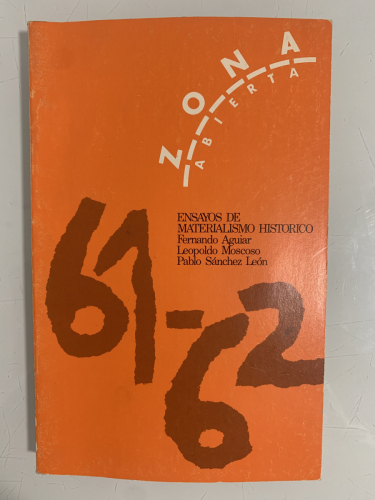 ZONA
ABIERTA
ENSAYOS DE
MATERIALISMO HISTORICO
Fernando Aguiar
Leopoldo Moscoso
Pablo Sánchez León
61-62